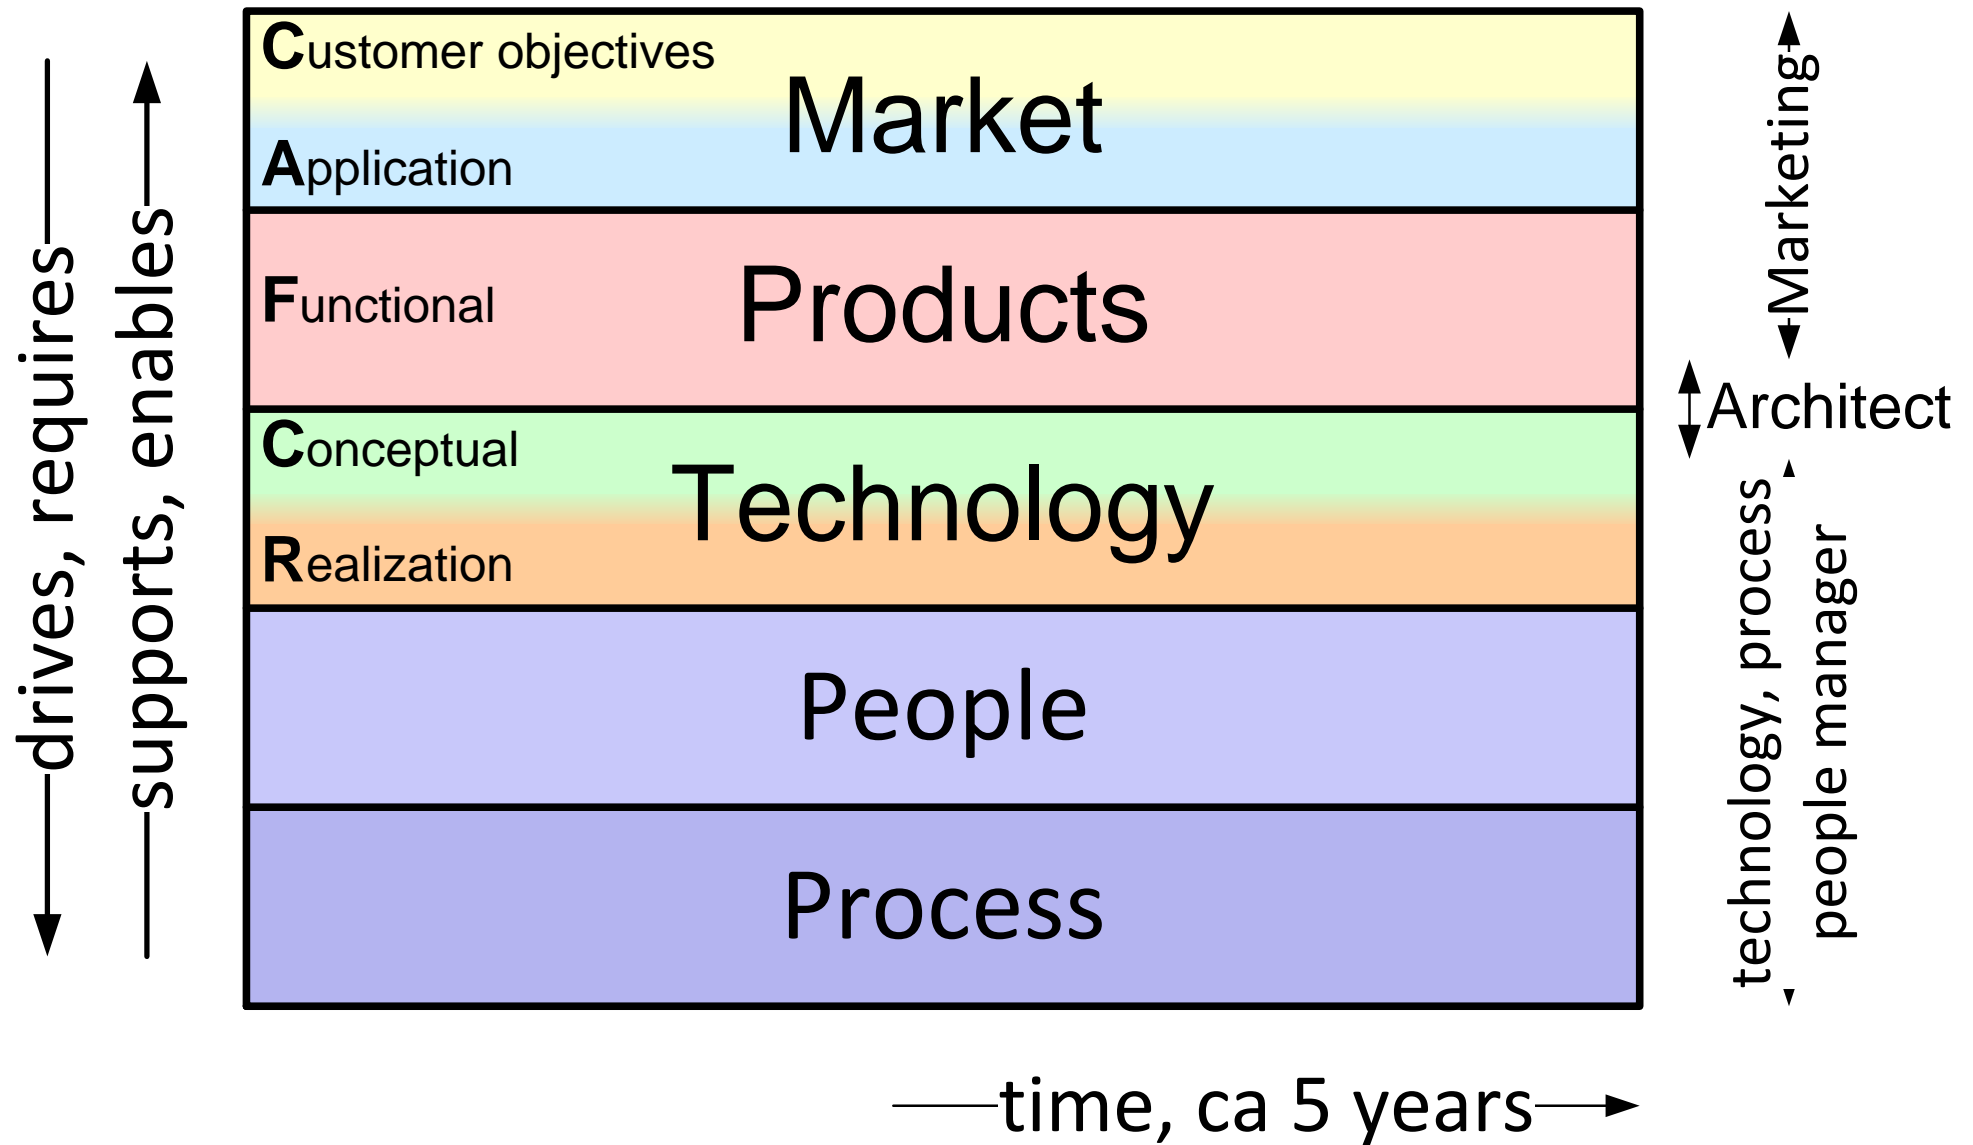 Customer objectives
Market
Application
Functional
Products
Conceptual
Technology
Realization
People
Process
drives, requires
supports, enables
Marketing
Architect
technology, process
people manager
time, ca 5 years